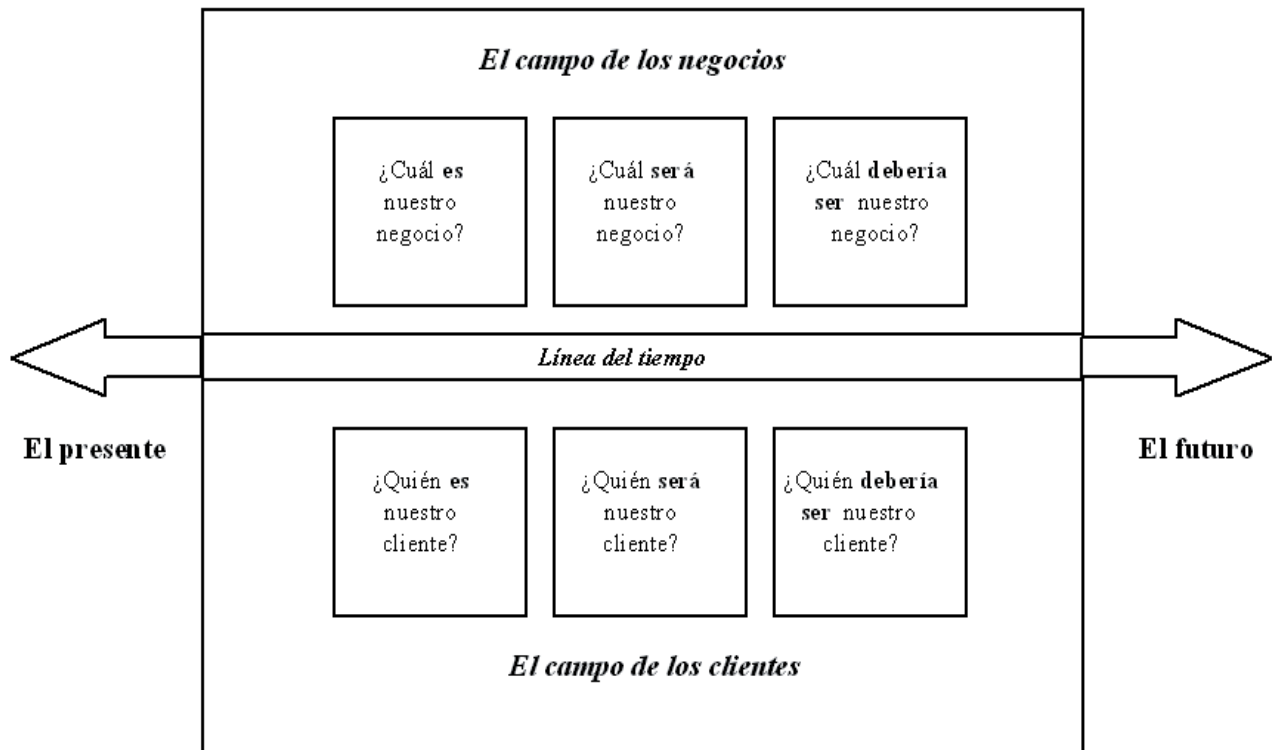 El campo de los negocios
¿Cuál es
nuestro
negocio?
¿Cuál será
nuestro
negocio?
¿Cuál debería
ser nuestro
negocio?
Línea del tiempo
El presente
El futuro
¿Quién es
nuestro
cliente?
¿Quién será
nuestro
cliente?
¿Quién debería
ser nuestro
cliente?
El campo de los clientes